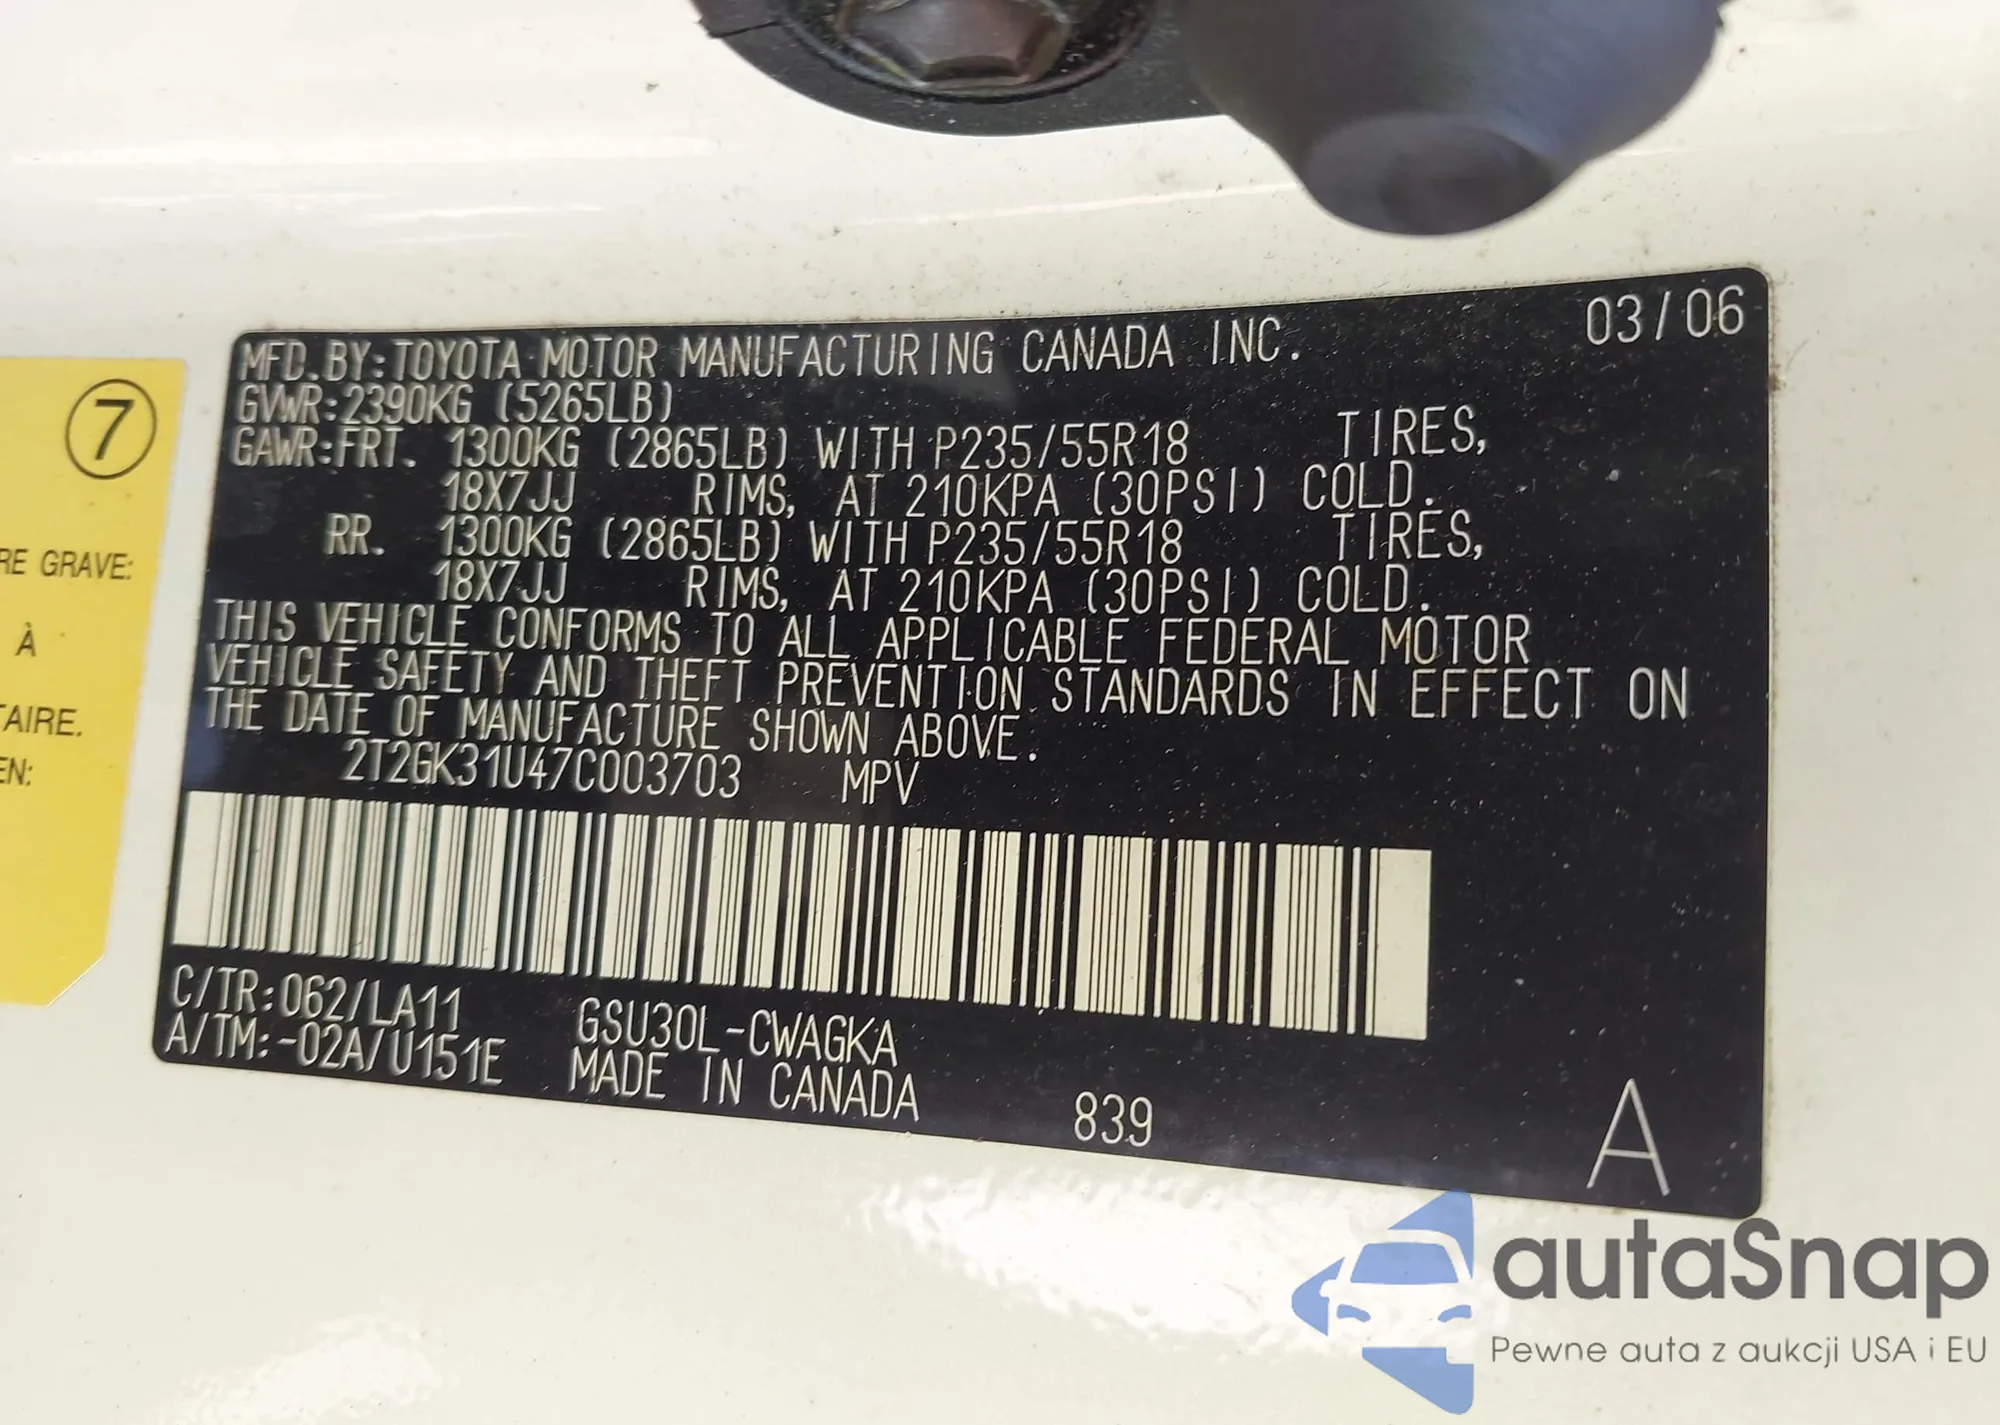 7
RE GRAVE:
À
TAIRE.
EN:
MFD. BY: TOYOTA MOTOR MANUFACTURING CANADA INC. 03/06
GVWR: 2390KG (5265LB)
GAWR: FRT. 1300KG (2865LB) WITH P235/55R18 TIRES,
18X7JJ RIMS, AT 210KPA (30PSI) COLD.
RR. 1300KG (2865LB) WITH P235/55R18 TIRES,
18X7JJ RIMS, AT 210KPA (30PSI) COLD.
THIS VEHICLE CONFORMS TO ALL APPLICABLE FEDERAL MOTOR
VEHICLE SAFETY AND THEFT PREVENTION STANDARDS IN EFFECT ON
THE DATE OF MANUFACTURE SHOWN ABOVE.
2T2GK31U47C003703 MPV
C/TR: 062/LA11 GSU30L-CWAGKA
A/TM: -02A/U151E MADE IN CANADA 839 A
autaSnap
Pewne auta z aukcji USA i EU